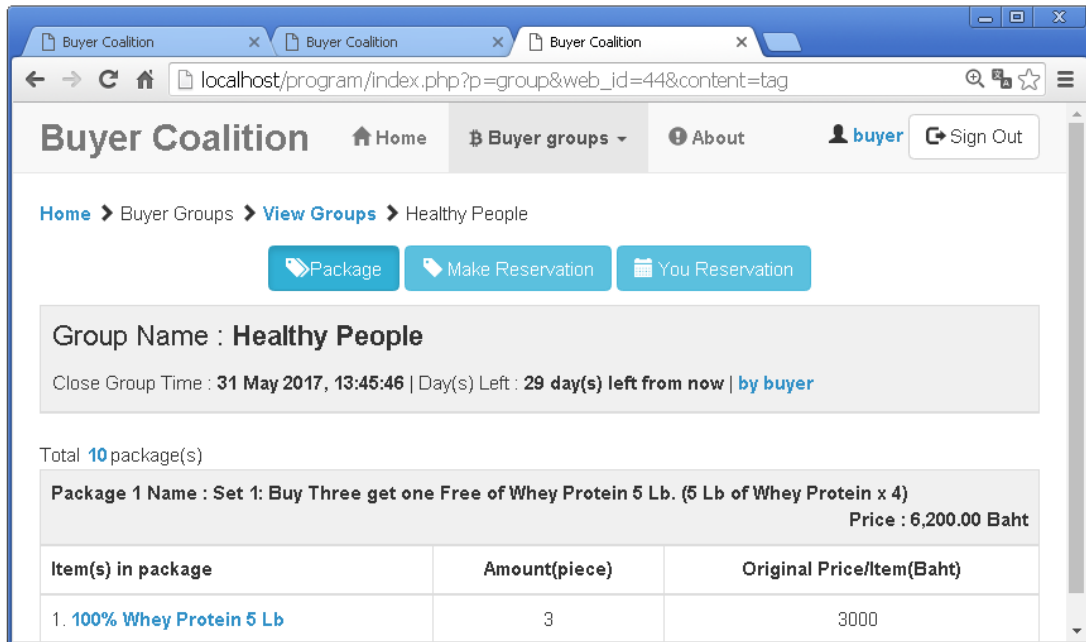 Buyer Coalition Buyer Coalition Buyer Coalition
localhost/program/index.php?p=group&web_id=44&content=tag
Buyer Coalition Home Buyer groups About buyer Sign Out
Home > Buyer Groups > View Groups > Healthy People
Package Make Reservation You Reservation
Group Name : Healthy People
Close Group Time : 31 May 2017, 13:45:46 | Day(s) Left : 29 day(s) left from now | by buyer
Total 10 package(s)
Package 1 Name : Set 1: Buy Three get one Free of Whey Protein 5 Lb. (5 Lb of Whey Protein x 4)
Price : 6,200.00 Baht
Item(s) in package Amount(piece) Original Price/Item(Baht)
1. 100% Whey Protein 5 Lb 3 3000